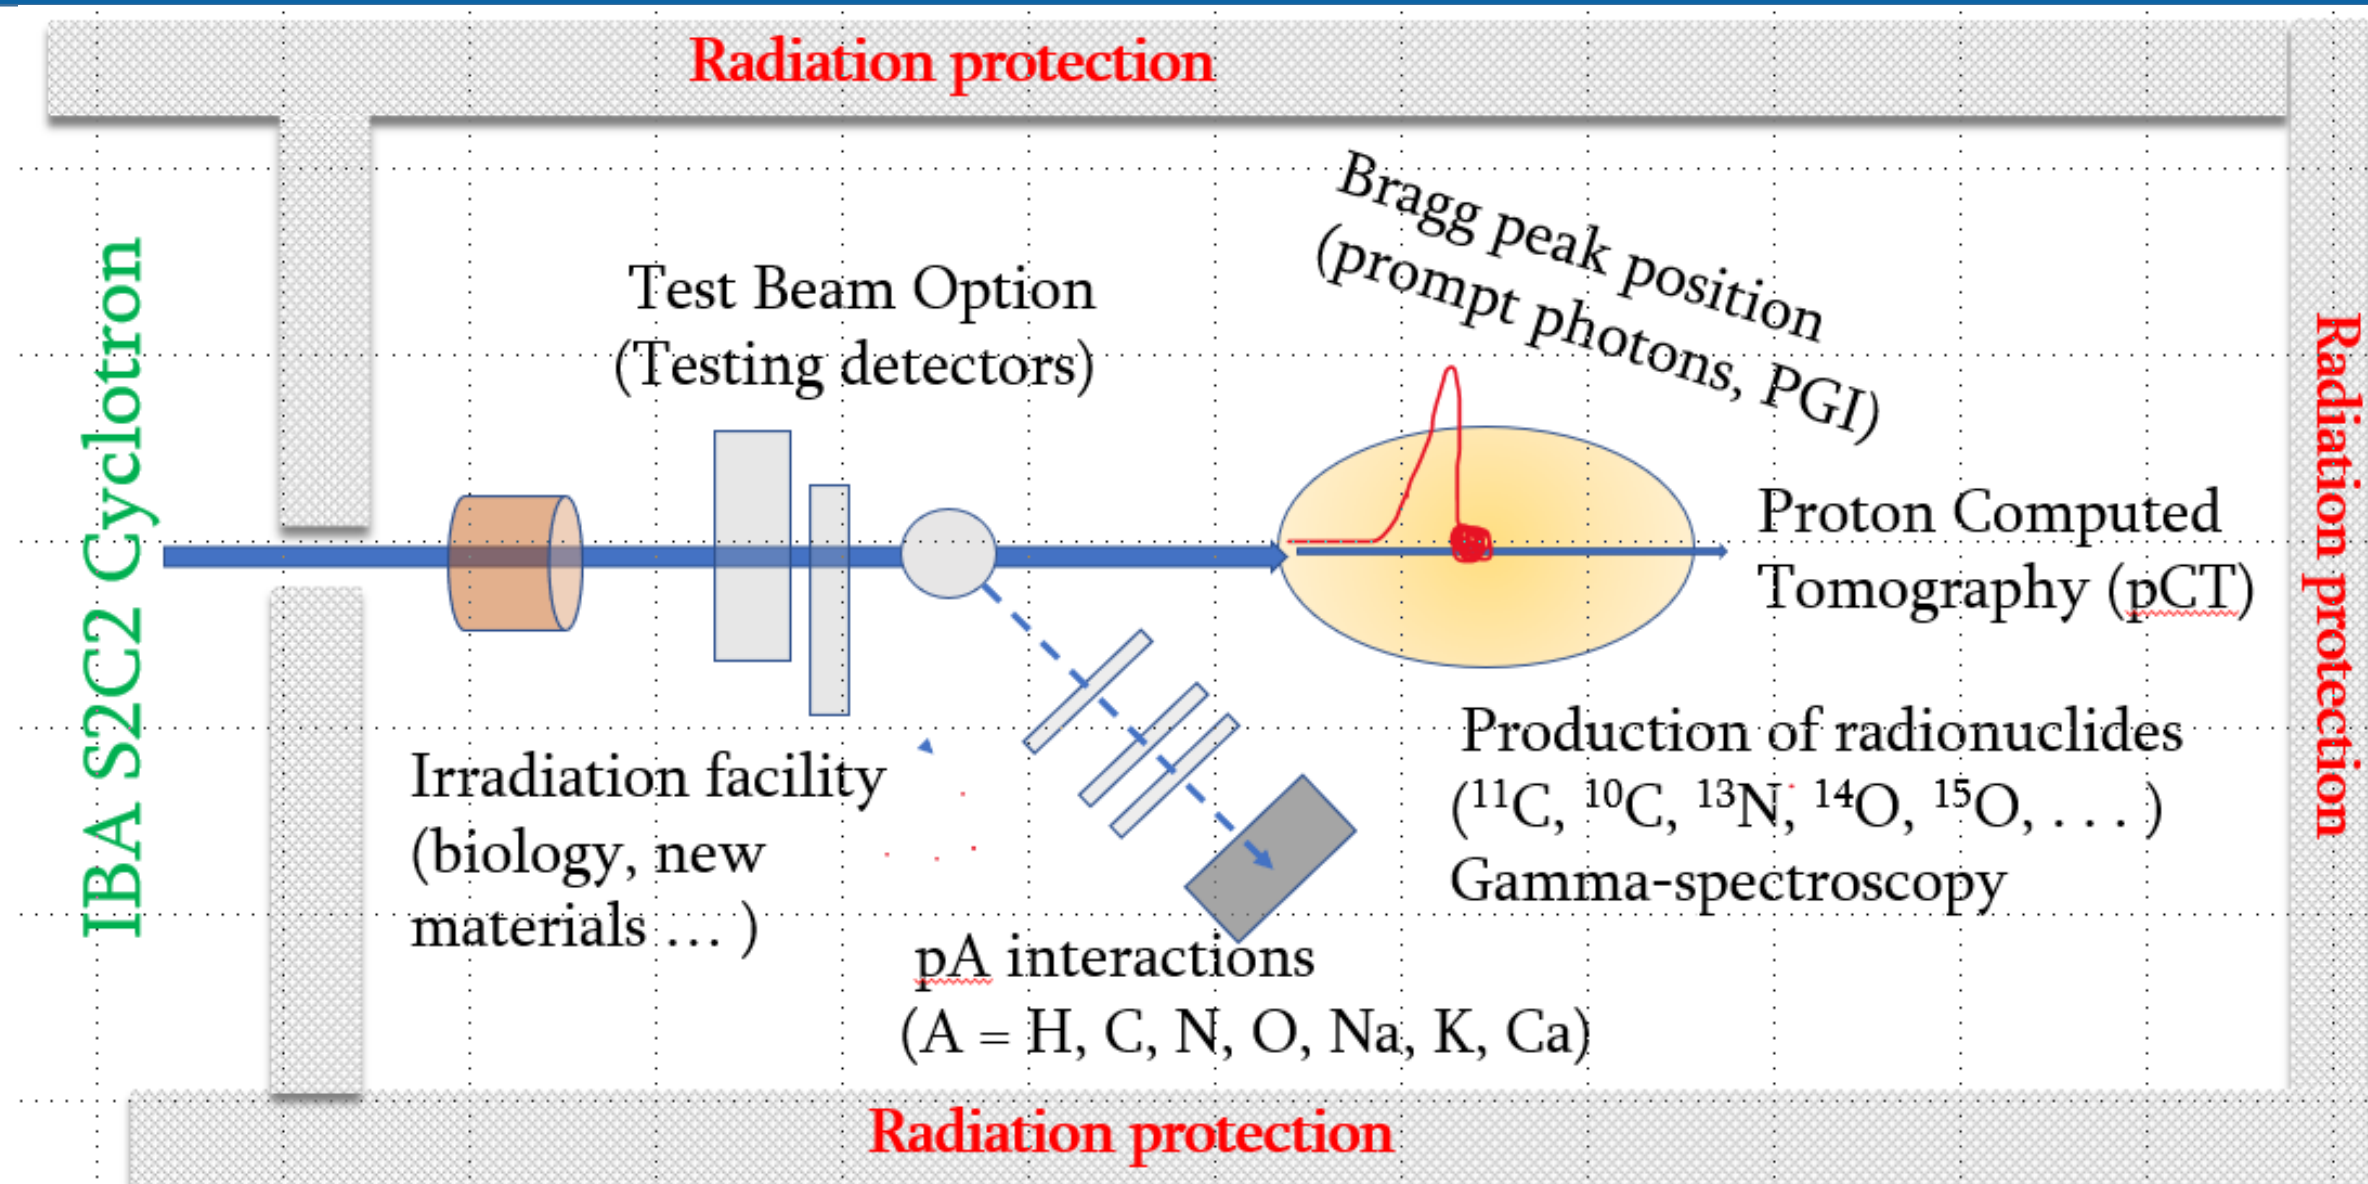 Radiation protection
IBA S2C2 Cyclotron
Test Beam Option
(Testing detectors)
Bragg peak position
(prompt photons, PGI)
Proton Computed
Tomography (pCT)
Radiation protection
Irradiation facility
(biology, new
materials ... )
pA interactions
(A = H, C, N, O, Na, K, Ca)
Production of radionuclides
(¹¹C, ¹⁰C, ¹³N, ¹⁴O, ¹⁵O, . . . )
Gamma-spectroscopy
Radiation protection